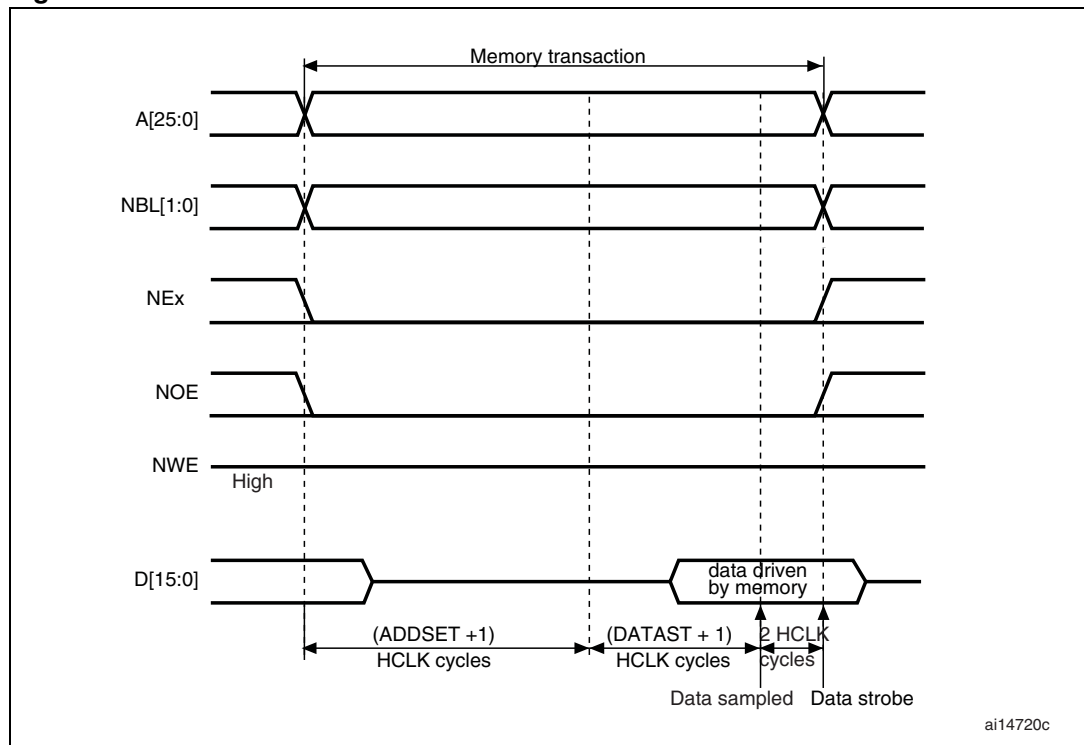 Memory transaction
A[25:0]
NBL[1:0]
NEx
NOE
NWE
High
D[15:0]
data driven
by memory
(ADDSET +1)
HCLK cycles
(DATAST + 1)
HCLK cycles
2 HCLK
cycles
Data sampled
Data strobe
ai14720c